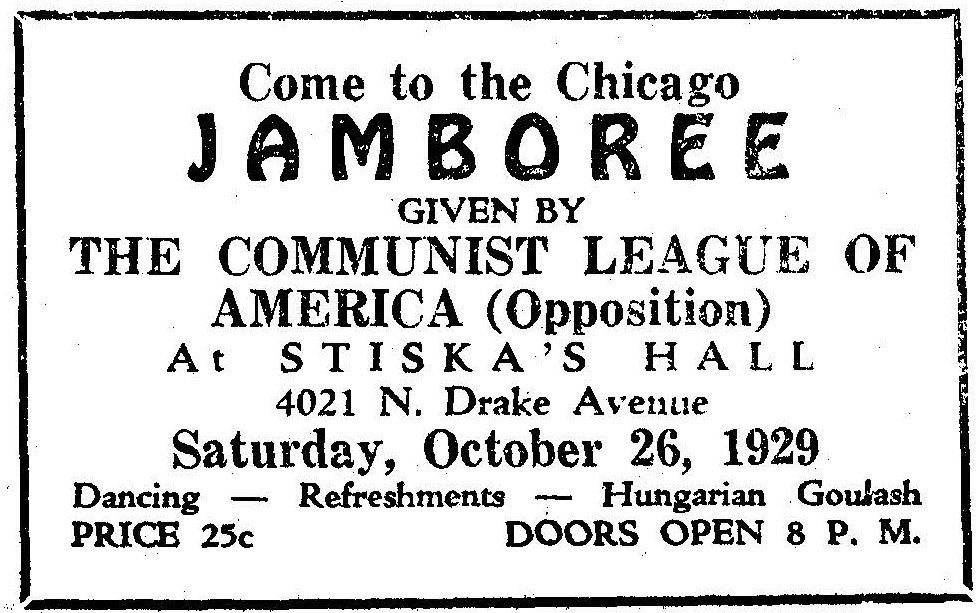 Come to the Chicago
JAMBOREE
GIVEN BY
THE COMMUNIST LEAGUE OF
AMERICA (Opposition)
At STISKA'S HALL
4021 N. Drake Avenue
Saturday, October 26, 1929
Dancing — Refreshments — Hungarian Goulash
PRICE 25c DOORS OPEN 8 P. M.